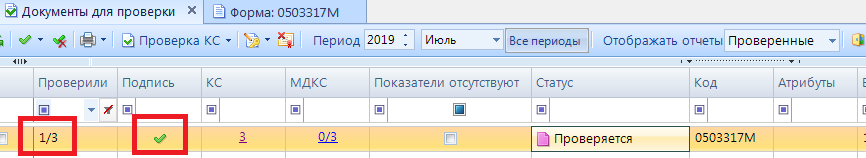 Документы для проверки Форма: 0503317М
Проверка КС Период 2019 Июль Все периоды Отображать отчеты Проверенные
Проверили Подпись КС МДКС Показатели отсутствуют Статус Код Атрибуты
1/3 3 0/3 Проверяется 0503317М